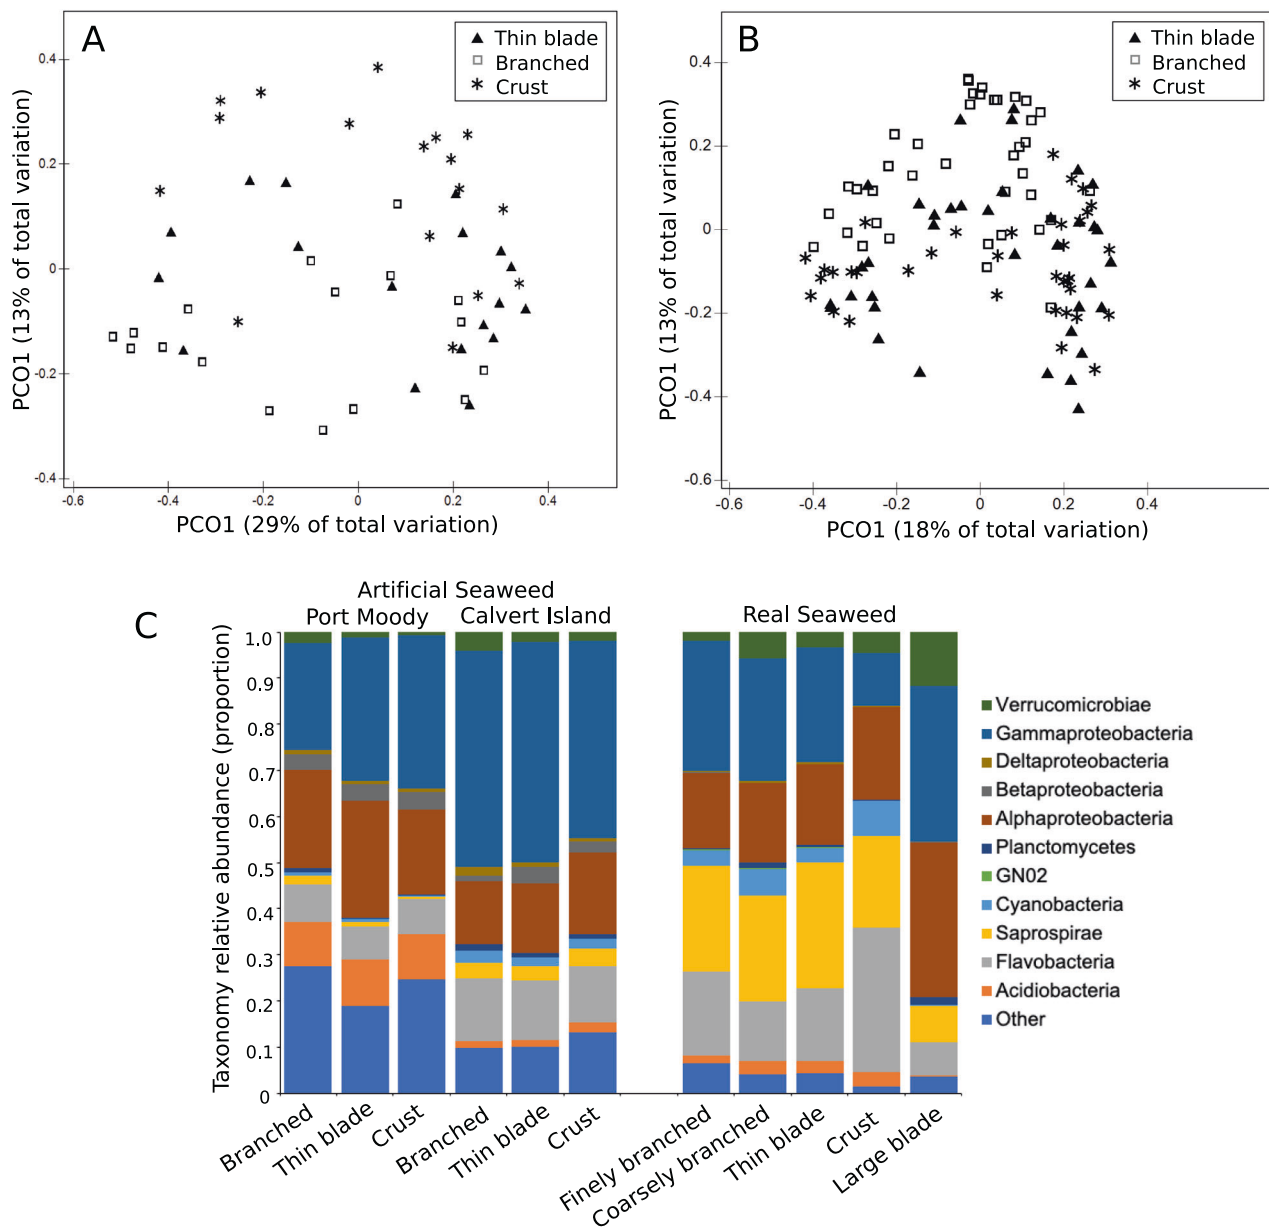 A
Thin blade
Branched
Crust
0.4
0.2
0
-0.2
-0.4
-0.6
-0.4
-0.2
0
0.2
0.4
PCO1 (13% of total variation)
PCO1 (29% of total variation)
B
Thin blade
Branched
Crust
0.4
0.2
0
-0.2
-0.4
-0.6
-0.6
-0.4
-0.2
0
0.2
0.4
PCO1 (13% of total variation)
PCO1 (18% of total variation)
C
Artificial Seaweed
Port Moody
Calvert Island
Real Seaweed
Taxonomy relative abundance (proportion)
1.0
0.9
0.8
0.7
0.6
0.5
0.4
0.3
0.2
0.1
0
Branched
Thin blade
Crust
Branched
Thin blade
Crust
Finely branched
Coarsely branched
Thin blade
Crust
Large blade
Verrucomicrobiae
Gammaproteobacteria
Deltaproteobacteria
Betaproteobacteria
Alphaproteobacteria
Planctomycetes
GN02
Cyanobacteria
Saprospirae
Flavobacteria
Acidiobacteria
Other